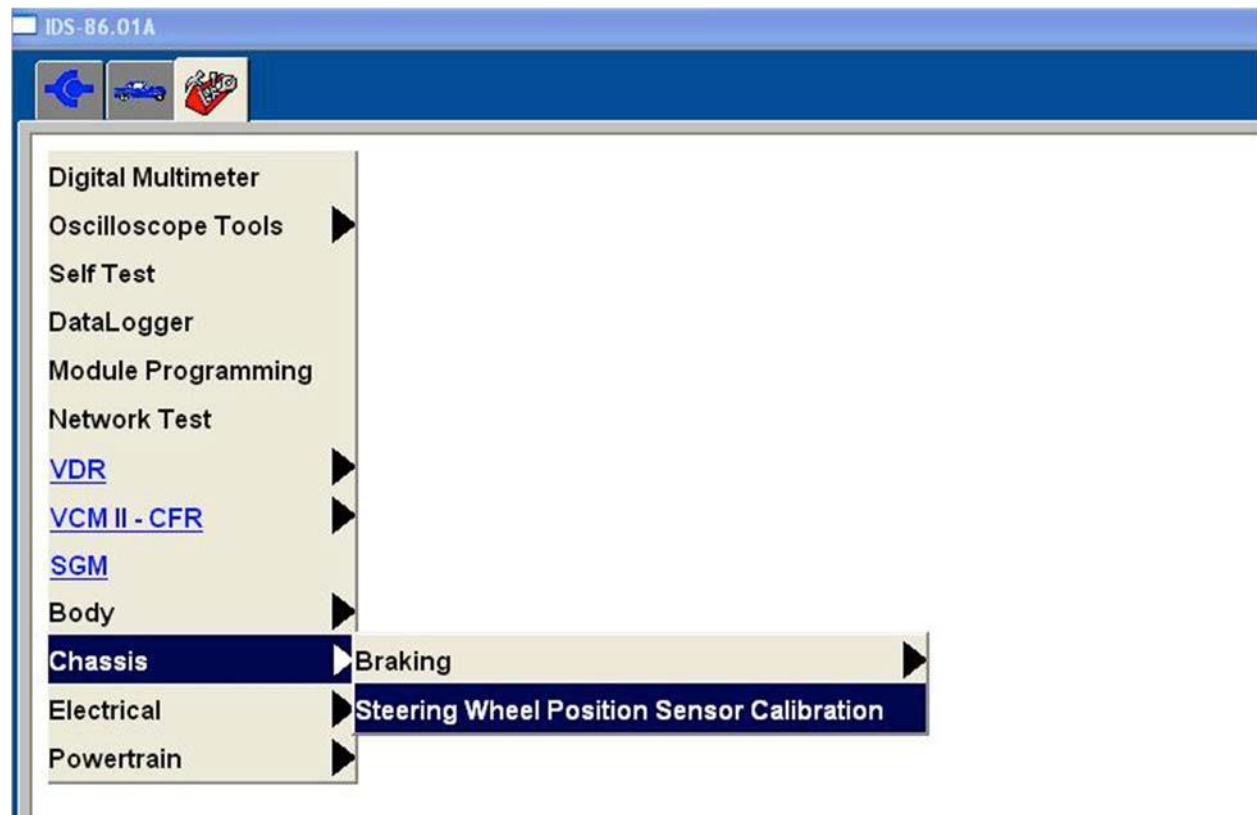 IDS-86.01A
Digital Multimeter
Oscilloscope Tools
Self Test
DataLogger
Module Programming
Network Test
VDR
VCM II - CFR
SGM
Body
Chassis
Braking
Electrical
Steering Wheel Position Sensor Calibration
Powertrain